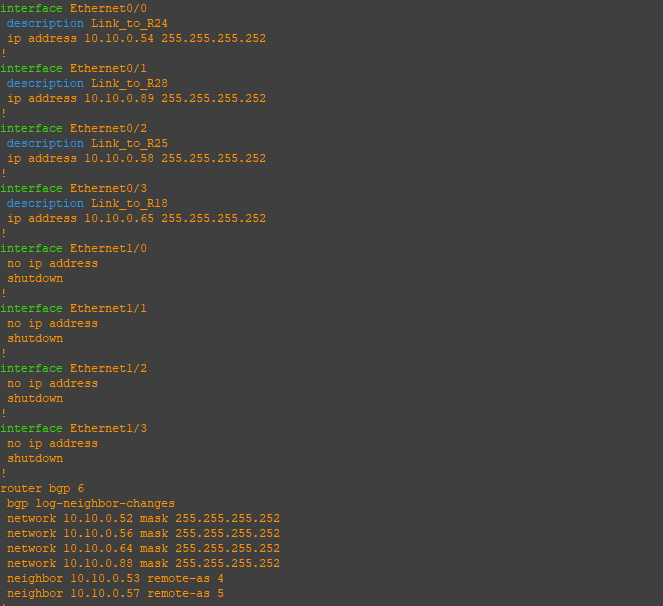 interface Ethernet0/0
description Link_to_R24
ip address 10.10.0.54 255.255.255.252
!
interface Ethernet0/1
description Link_to_R28
ip address 10.10.0.89 255.255.255.252
!
interface Ethernet0/2
description Link_to_R25
ip address 10.10.0.58 255.255.255.252
!
interface Ethernet0/3
description Link_to_R18
ip address 10.10.0.65 255.255.255.252
!
interface Ethernet1/0
no ip address
shutdown
!
interface Ethernet1/1
no ip address
shutdown
!
interface Ethernet1/2
no ip address
shutdown
!
interface Ethernet1/3
no ip address
shutdown
!
router bgp 6
bgp log-neighbor-changes
network 10.10.0.52 mask 255.255.255.252
network 10.10.0.56 mask 255.255.255.252
network 10.10.0.64 mask 255.255.255.252
network 10.10.0.88 mask 255.255.255.252
neighbor 10.10.0.53 remote-as 4
neighbor 10.10.0.57 remote-as 5